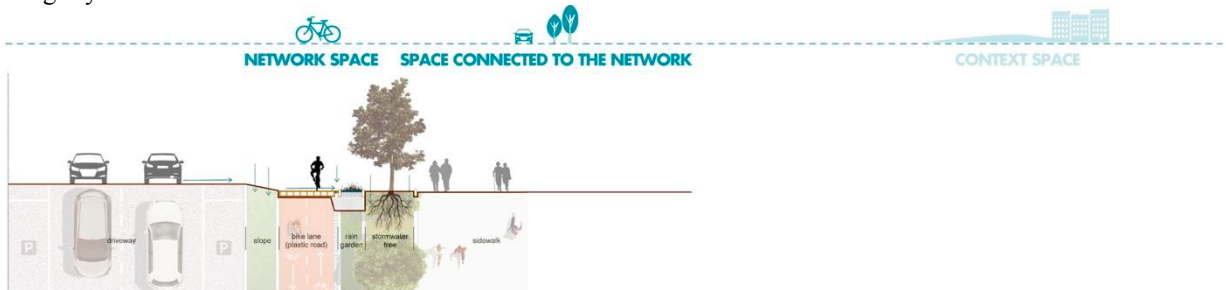 NETWORK SPACE SPACE CONNECTED TO THE NETWORK CONTEXT SPACE
P driveway P slope bike lane rain stormwater sidewalk
(plastic road) garden tree